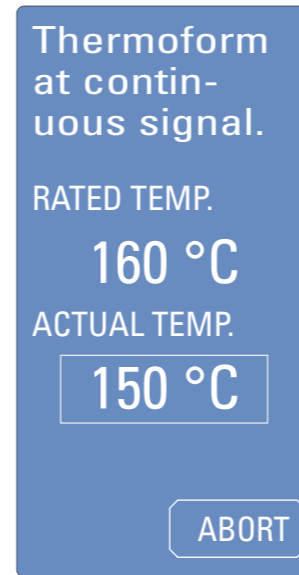 Thermoform
at contin-
uous signal.
RATED TEMP.
160 °C
ACTUAL TEMP.
150 °C
ABORT